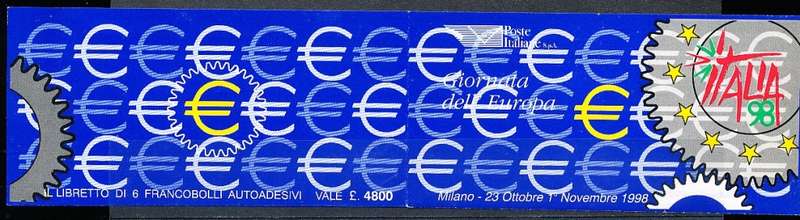 € € € € € € € € € € € €
€ € € € € € € € € € € €
€ € € € € € € € € € € €
Poste
Italiane S.p.A.
Giornata
dell'Europa
ITALIA
98
IL LIBRETTO DI 6 FRANCOBOLLI AUTOADESIVI VALE £. 4800
Milano - 23 Ottobre 1° Novembre 1998